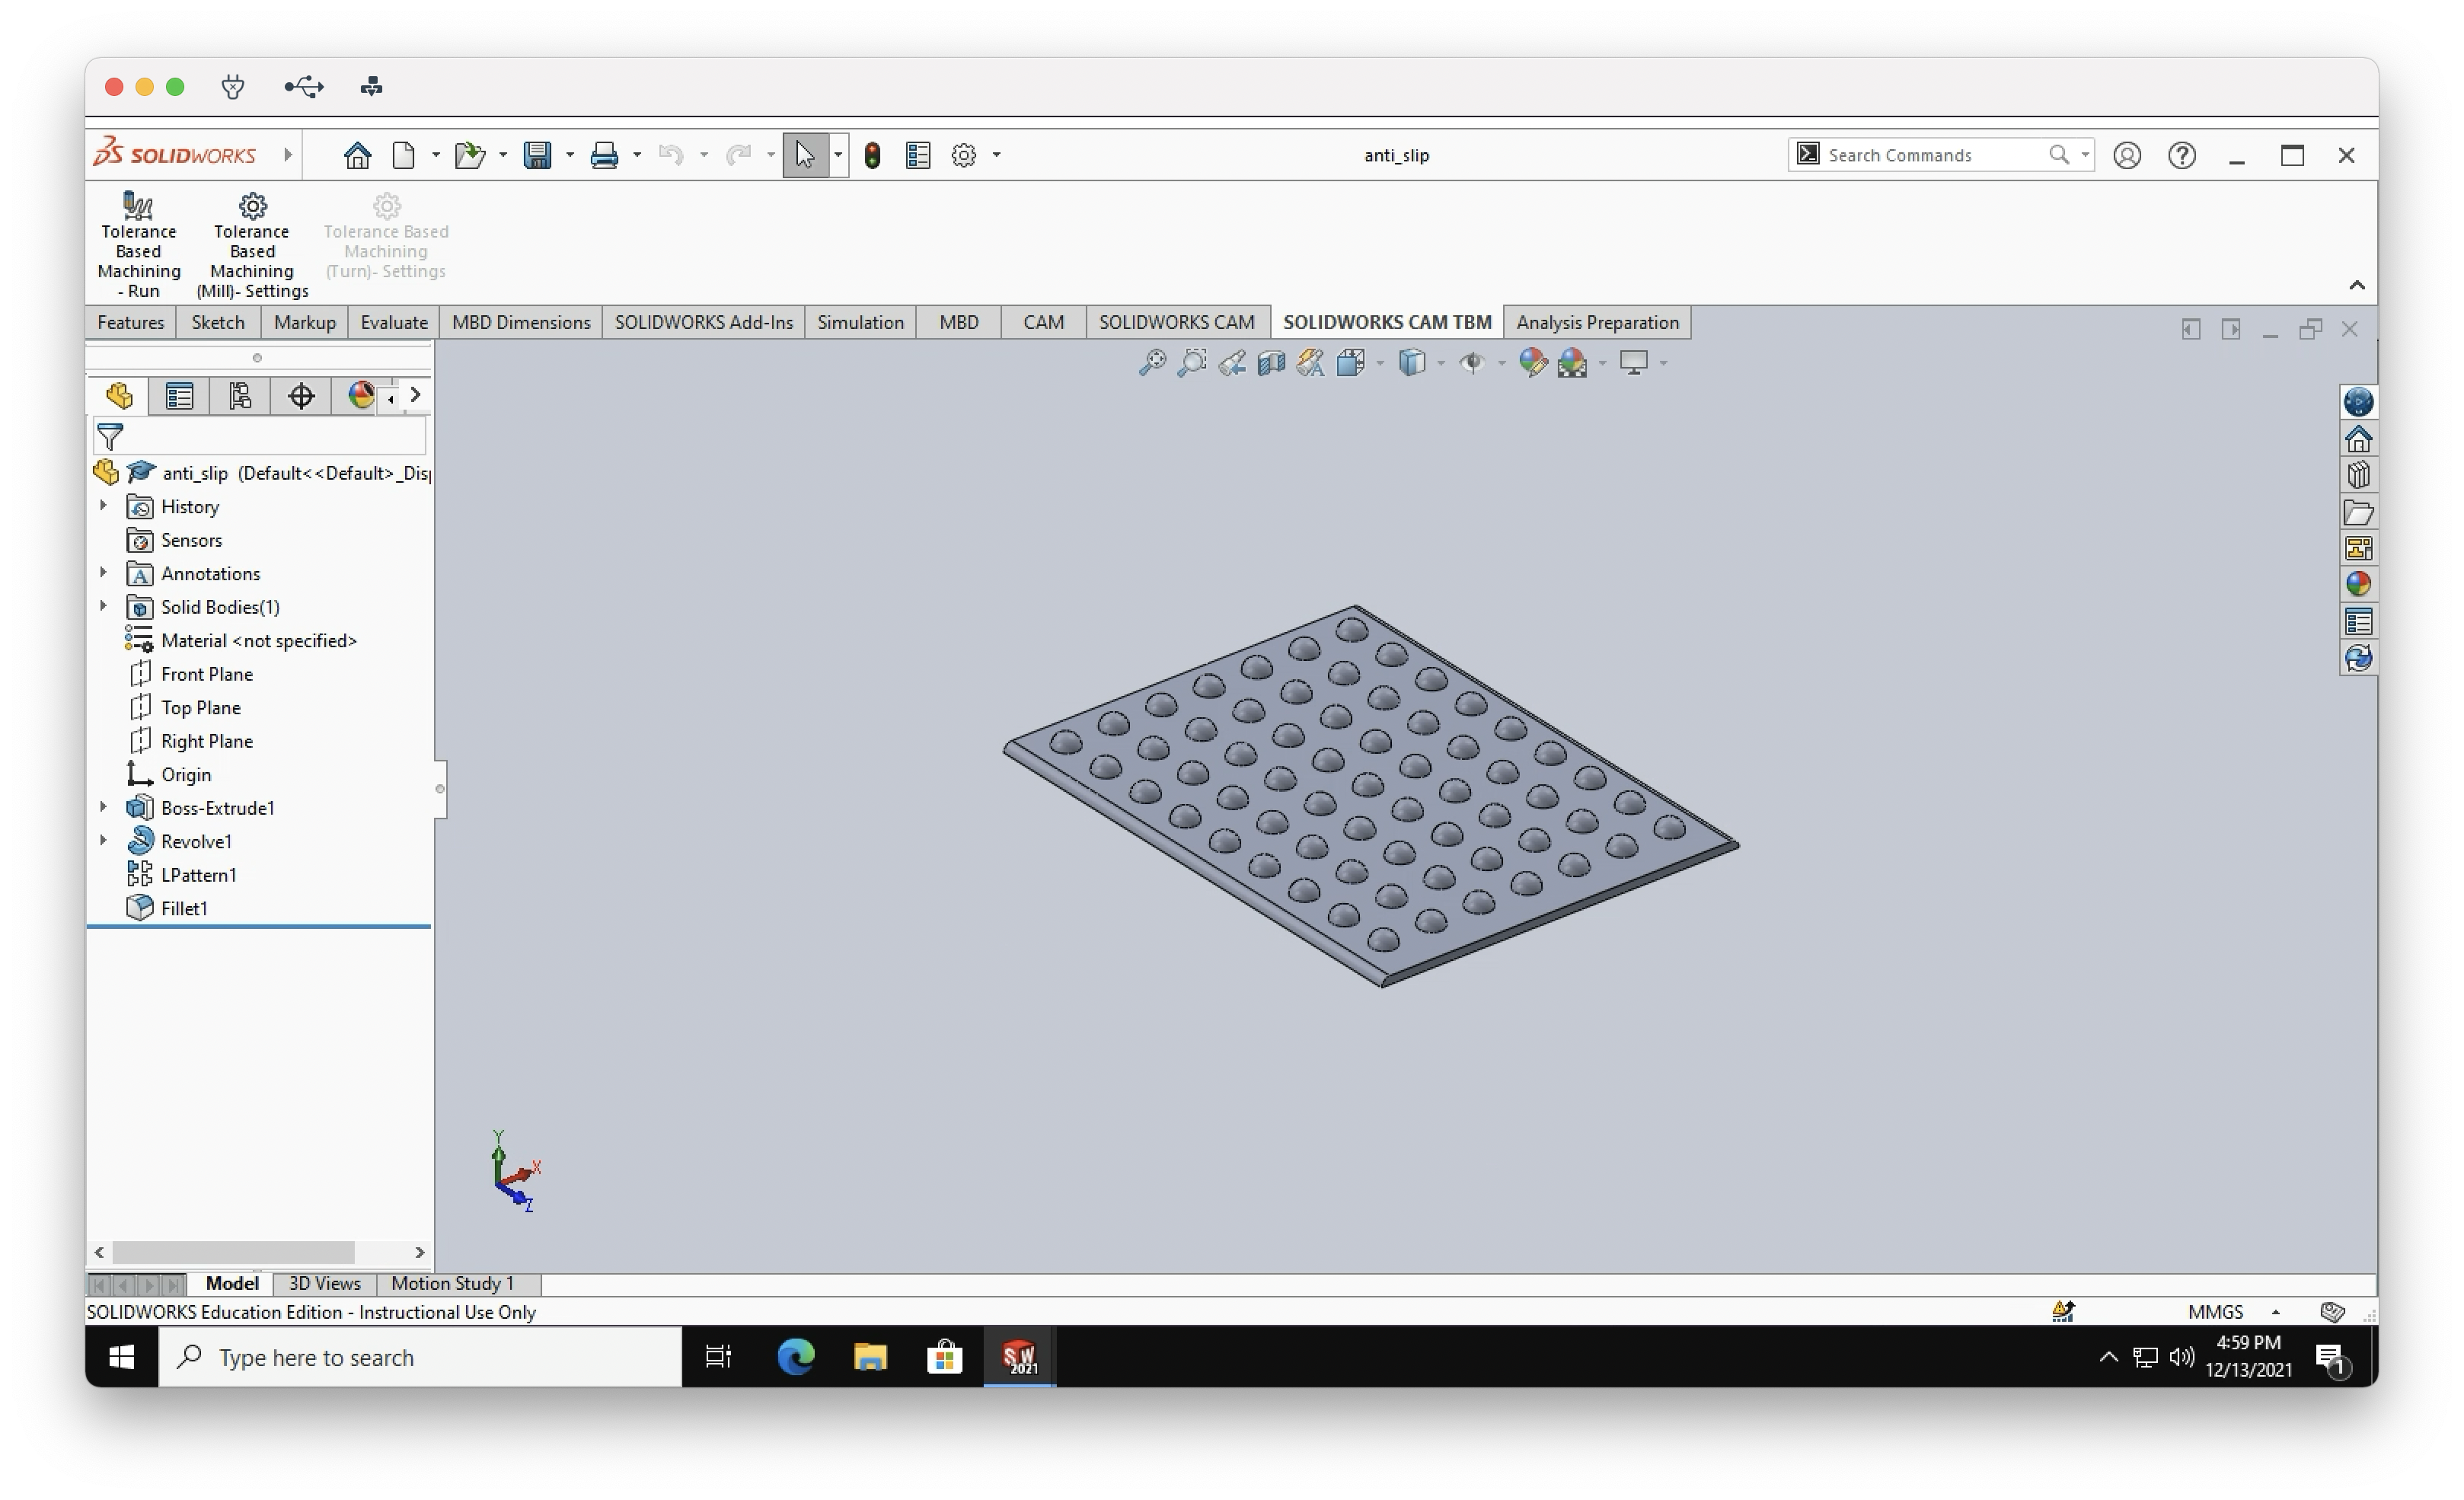 SOLIDWORKS
anti_slip
Search Commands
Tolerance Based Machining - Run
Tolerance Based Machining (Mill)- Settings
Tolerance Based Machining (Turn)- Settings
Features Sketch Markup Evaluate MBD Dimensions SOLIDWORKS Add-Ins Simulation MBD CAM SOLIDWORKS CAM SOLIDWORKS CAM TBM Analysis Preparation
anti_slip (Default<<Default>_Disp
History
Sensors
Annotations
Solid Bodies(1)
Material <not specified>
Front Plane
Top Plane
Right Plane
Origin
Boss-Extrude1
Revolve1
LPattern1
Fillet1
Y
X
Z
Model 3D Views Motion Study 1
SOLIDWORKS Education Edition - Instructional Use Only
MMGS
Type here to search
SW 2021
4:59 PM
12/13/2021
1